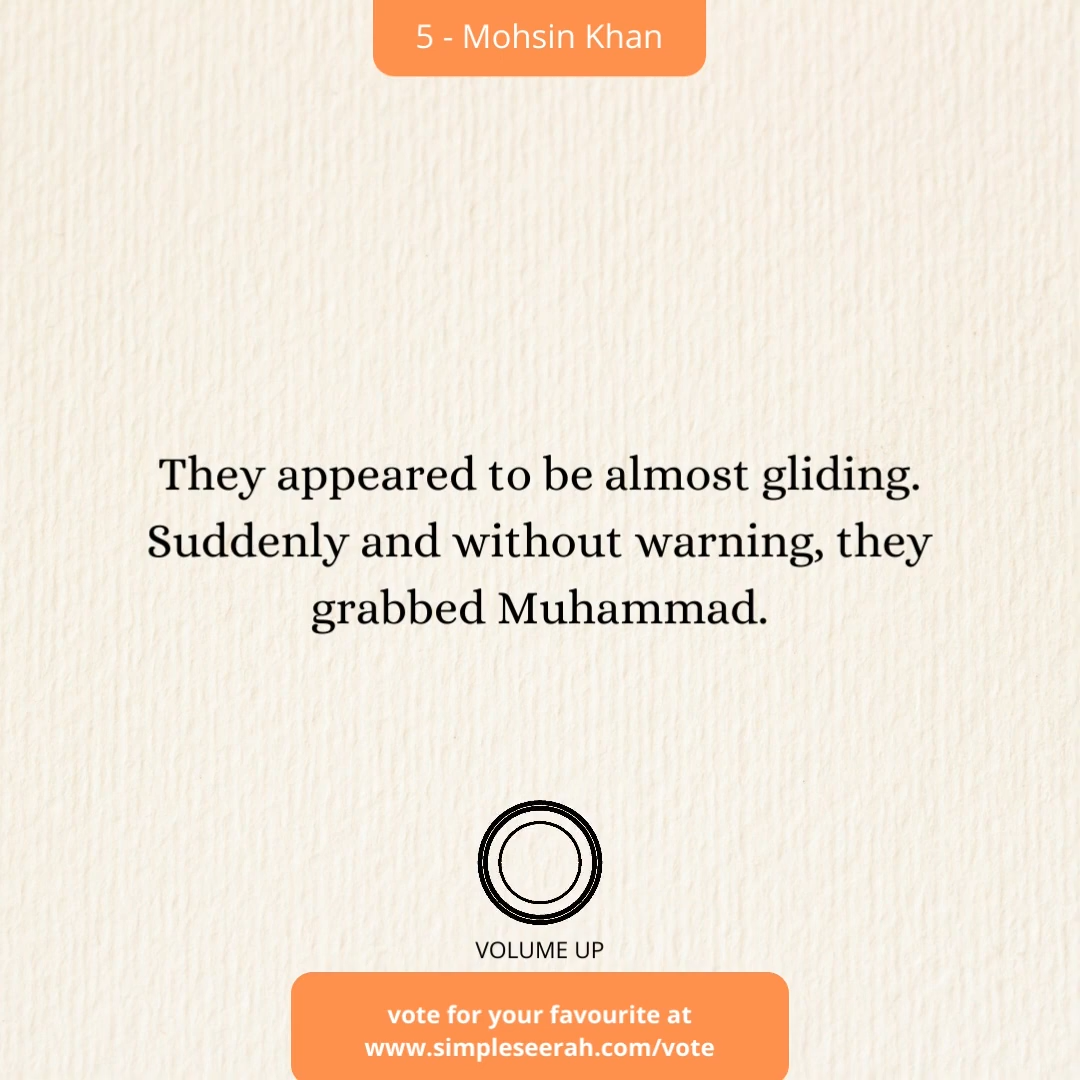 5 - Mohsin Khan
They appeared to be almost gliding.
Suddenly and without warning, they
grabbed Muhammad.
VOLUME UP
vote for your favourite at
www.simpleseerah.com/vote